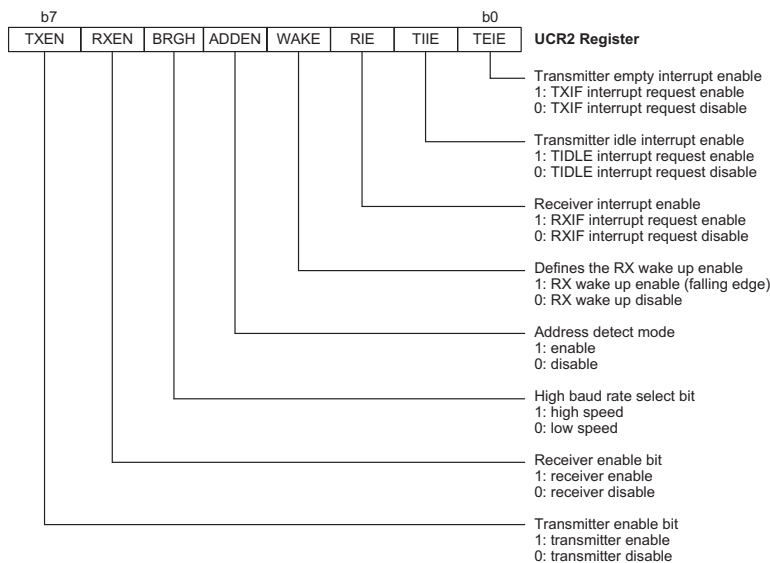 b7 b0
TXEN RXEN BRGH ADDEN WAKE RIE TIIE TEIE UCR2 Register
Transmitter empty interrupt enable
1: TXIF interrupt request enable
0: TXIF interrupt request disable
Transmitter idle interrupt enable
1: TIDLE interrupt request enable
0: TIDLE interrupt request disable
Receiver interrupt enable
1: RXIF interrupt request enable
0: RXIF interrupt request disable
Defines the RX wake up enable
1: RX wake up enable (falling edge)
0: RX wake up disable
Address detect mode
1: enable
0: disable
High baud rate select bit
1: high speed
0: low speed
Receiver enable bit
1: receiver enable
0: receiver disable
Transmitter enable bit
1: transmitter enable
0: transmitter disable